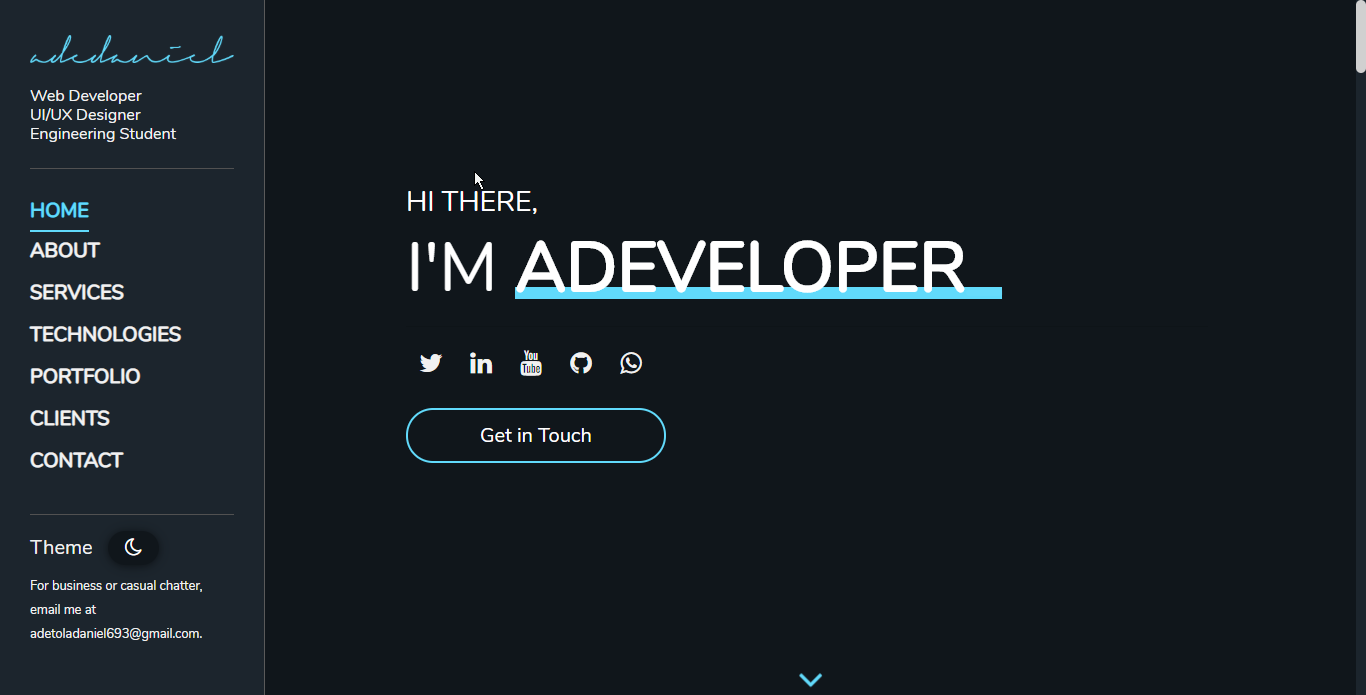 adedaniel
Web Developer
UI/UX Designer
Engineering Student
HOME
ABOUT
SERVICES
TECHNOLOGIES
PORTFOLIO
CLIENTS
CONTACT
Theme
For business or casual chatter,
email me at
adetoladaniel693@gmail.com.
HI THERE,
I'M ADEVELOPER
You Tube
Get in Touch